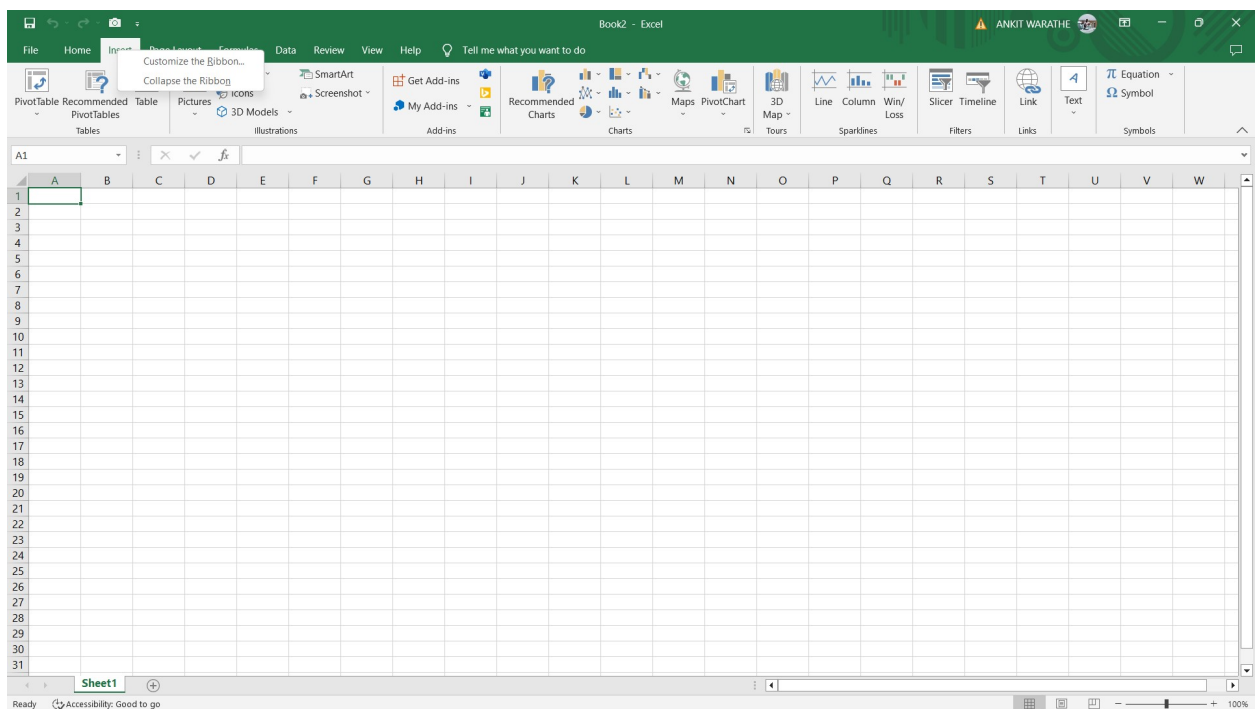 Book2 - Excel
ANKIT WARATHE
File Home Insert Page Layout Formulas Data Review View Help Tell me what you want to do
Customize the Ribbon...
Collapse the Ribbon
PivotTable
Recommended
PivotTables
Table
Tables
Pictures
Icons
3D Models
SmartArt
Screenshot
Illustrations
Get Add-ins
My Add-ins
Add-ins
Recommended
Charts
Maps
PivotChart
Charts
3D
Map
Tours
Line
Column
Win/
Loss
Sparklines
Slicer
Timeline
Filters
Link
Links
A
Text
π Equation
Ω Symbol
Symbols
A1
fx
A B C D E F G H I J K L M N O P Q R S T U V W
1
2
3
4
5
6
7
8
9
10
11
12
13
14
15
16
17
18
19
20
21
22
23
24
25
26
27
28
29
30
31
Sheet1
Ready Accessibility: Good to go
100%